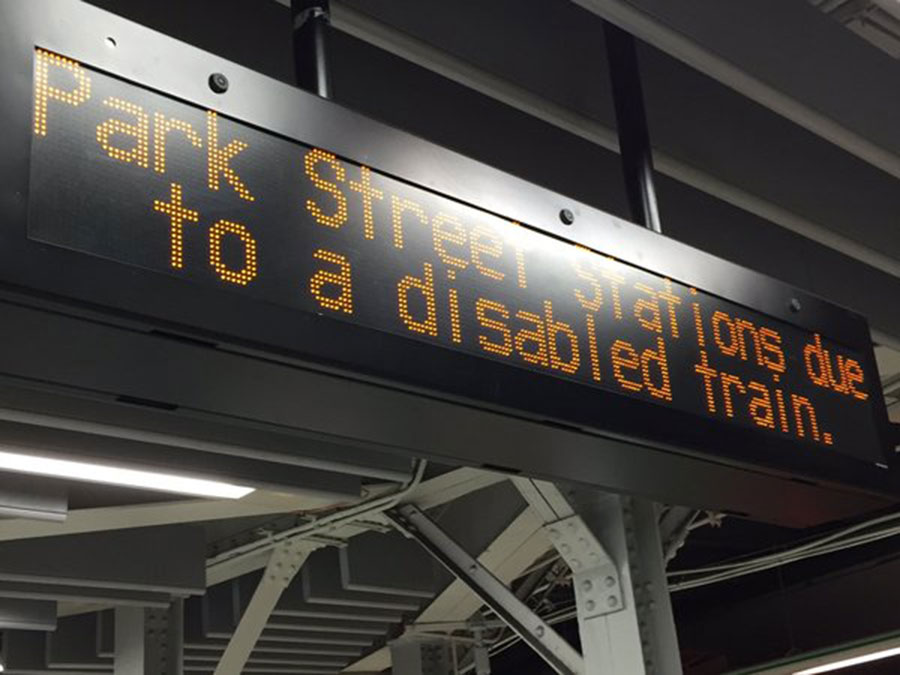 Park Street Stations due
to a disabled train.